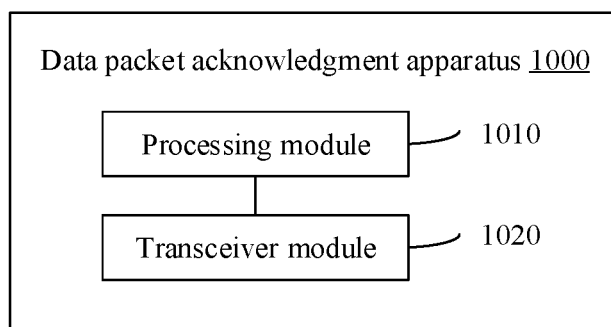 Data packet acknowledgment apparatus 1000
Processing module 1010
Transceiver module 1020